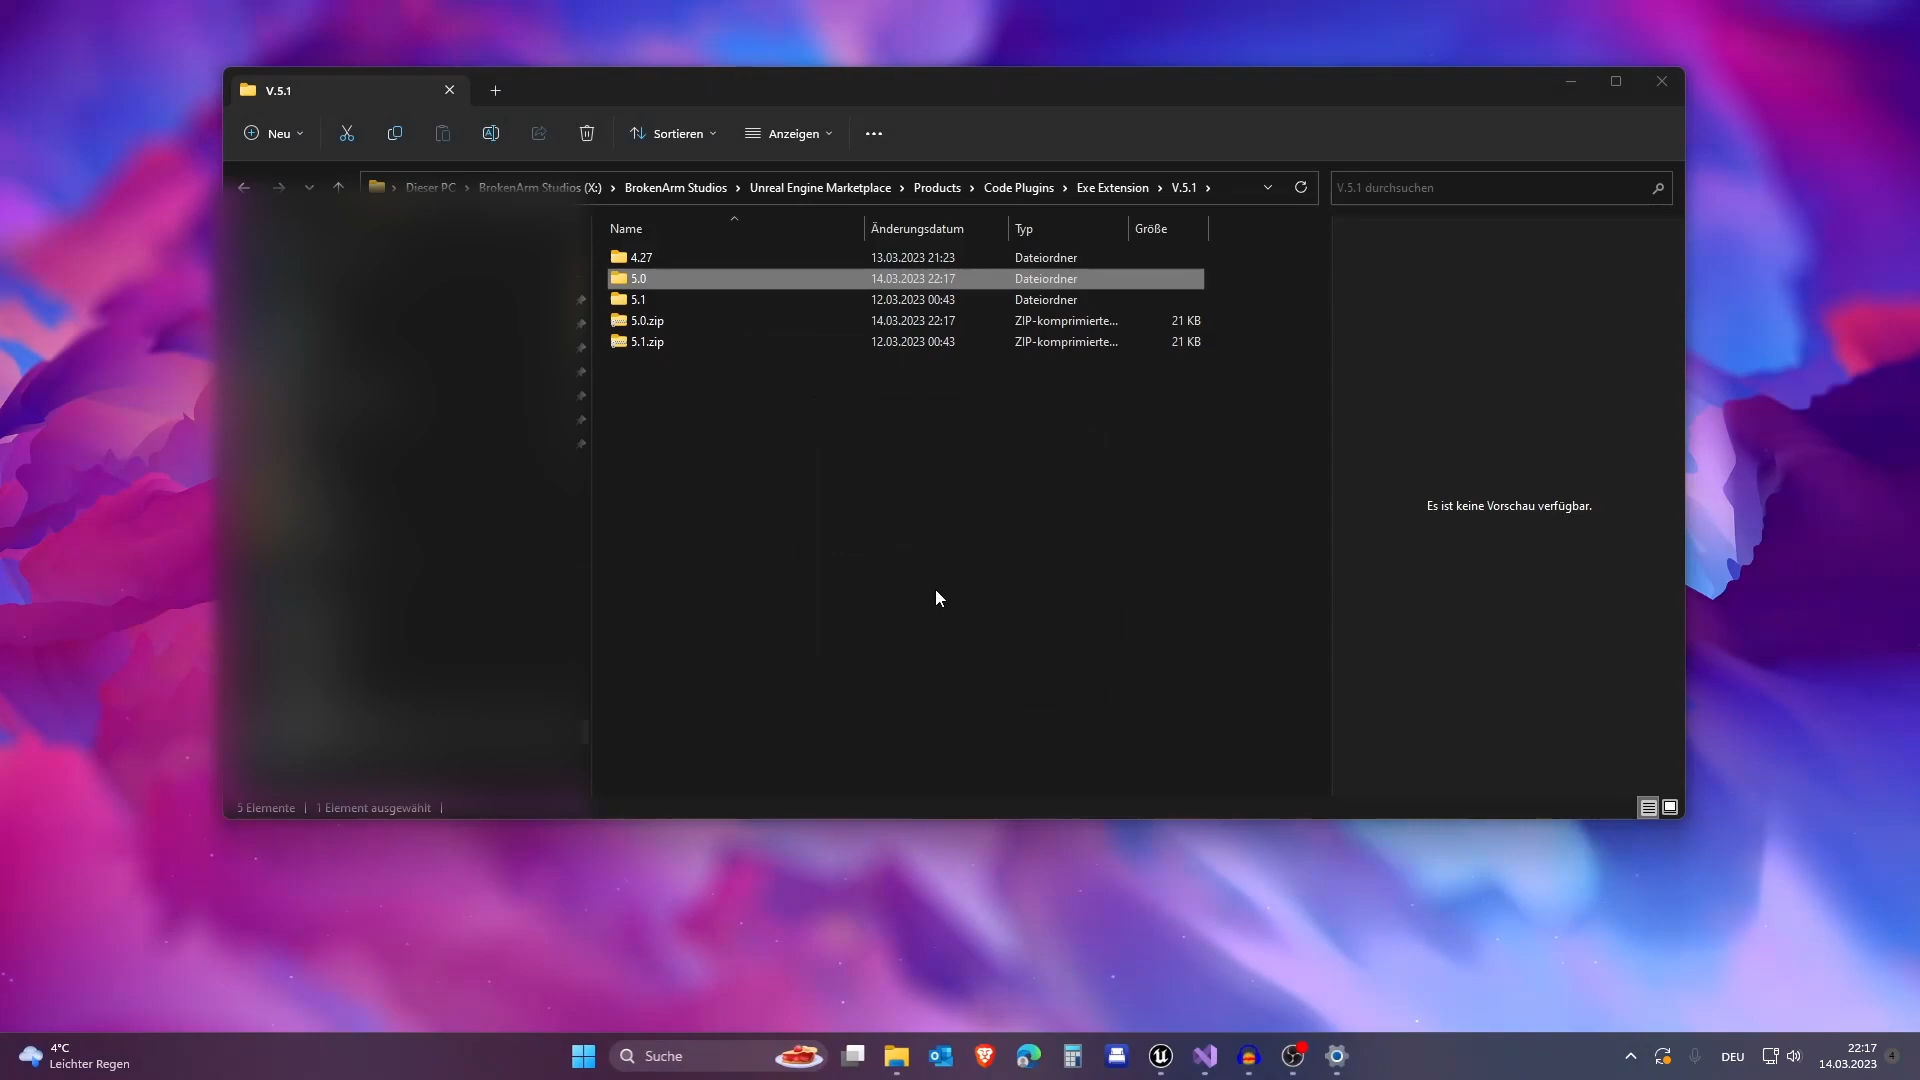 V.5.1
Neu
Sortieren
Anzeigen
Dieser PC > BrokenArm Studios (X:) > BrokenArm Studios > Unreal Engine Marketplace > Products > Code Plugins > Exe Extension > V.5.1 >
V.5.1 durchsuchen
Name Änderungsdatum Typ Größe
4.27 13.03.2023 21:23 Dateiordner
5.0 14.03.2023 22:17 Dateiordner
5.1 12.03.2023 00:43 Dateiordner
5.0.zip 14.03.2023 22:17 ZIP-komprimierte... 21 KB
5.1.zip 12.03.2023 00:43 ZIP-komprimierte... 21 KB
Es ist keine Vorschau verfügbar.
5 Elemente | 1 Element ausgewählt |
4°C
Leichter Regen
Suche
DEU
22:17
14.03.2023
4